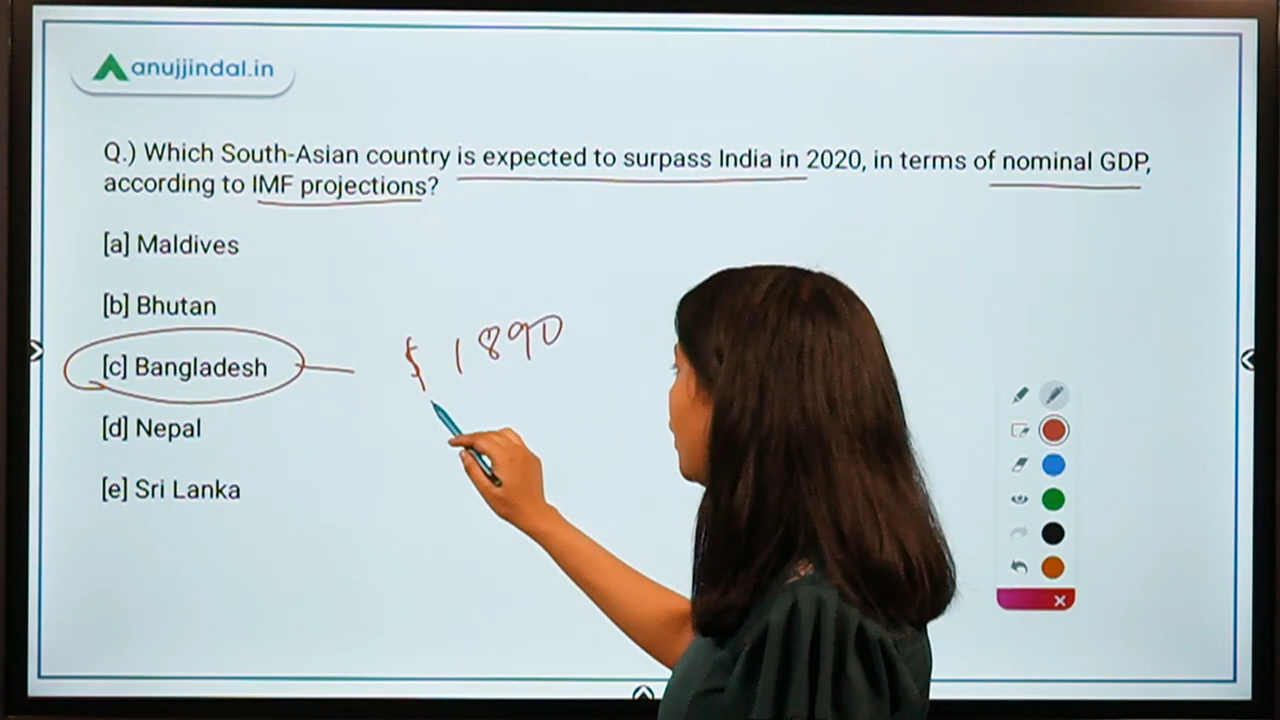 anujjindal.in
Q.) Which South-Asian country is expected to surpass India in 2020, in terms of nominal GDP,
according to IMF projections?
[a] Maldives
[b] Bhutan
[c] Bangladesh
$ 1890
[d] Nepal
[e] Sri Lanka